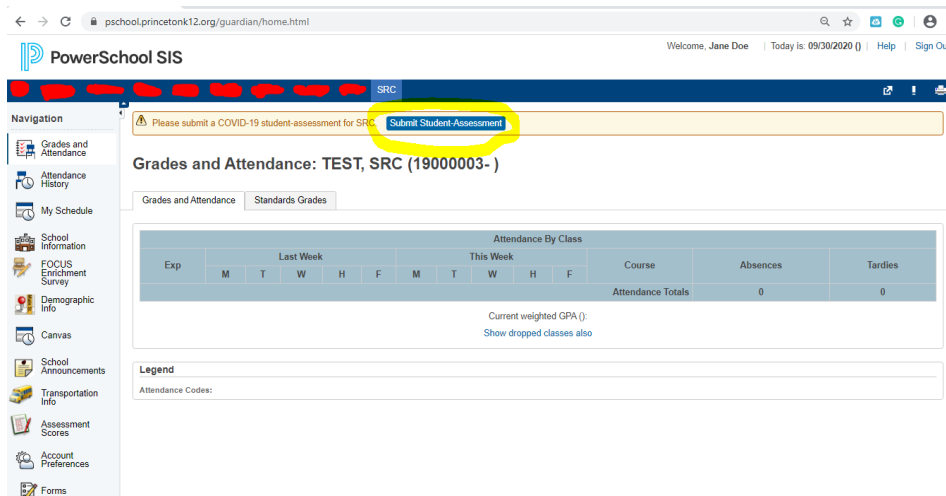 pschool.princetonk12.org/guardian/home.html
PowerSchool SIS
Welcome, Jane Doe | Today is: 09/30/2020 () | Help | Sign Ou
SRC
Navigation
Please submit a COVID-19 student-assessment for SRC Submit Student-Assessment
Grades and
Attendance
Attendance
History
My Schedule
School
Information
FOCUS
Enrichment
Survey
Demographic
Info
Canvas
School
Announcements
Transportation
Info
Assessment
Scores
Account
Preferences
Forms
Grades and Attendance: TEST, SRC (19000003- )
Grades and Attendance Standards Grades
Attendance By Class
Exp Last Week This Week Course Absences Tardies
M T W H F M T W H F
Attendance Totals 0 0
Current weighted GPA ():
Show dropped classes also
Legend
Attendance Codes: